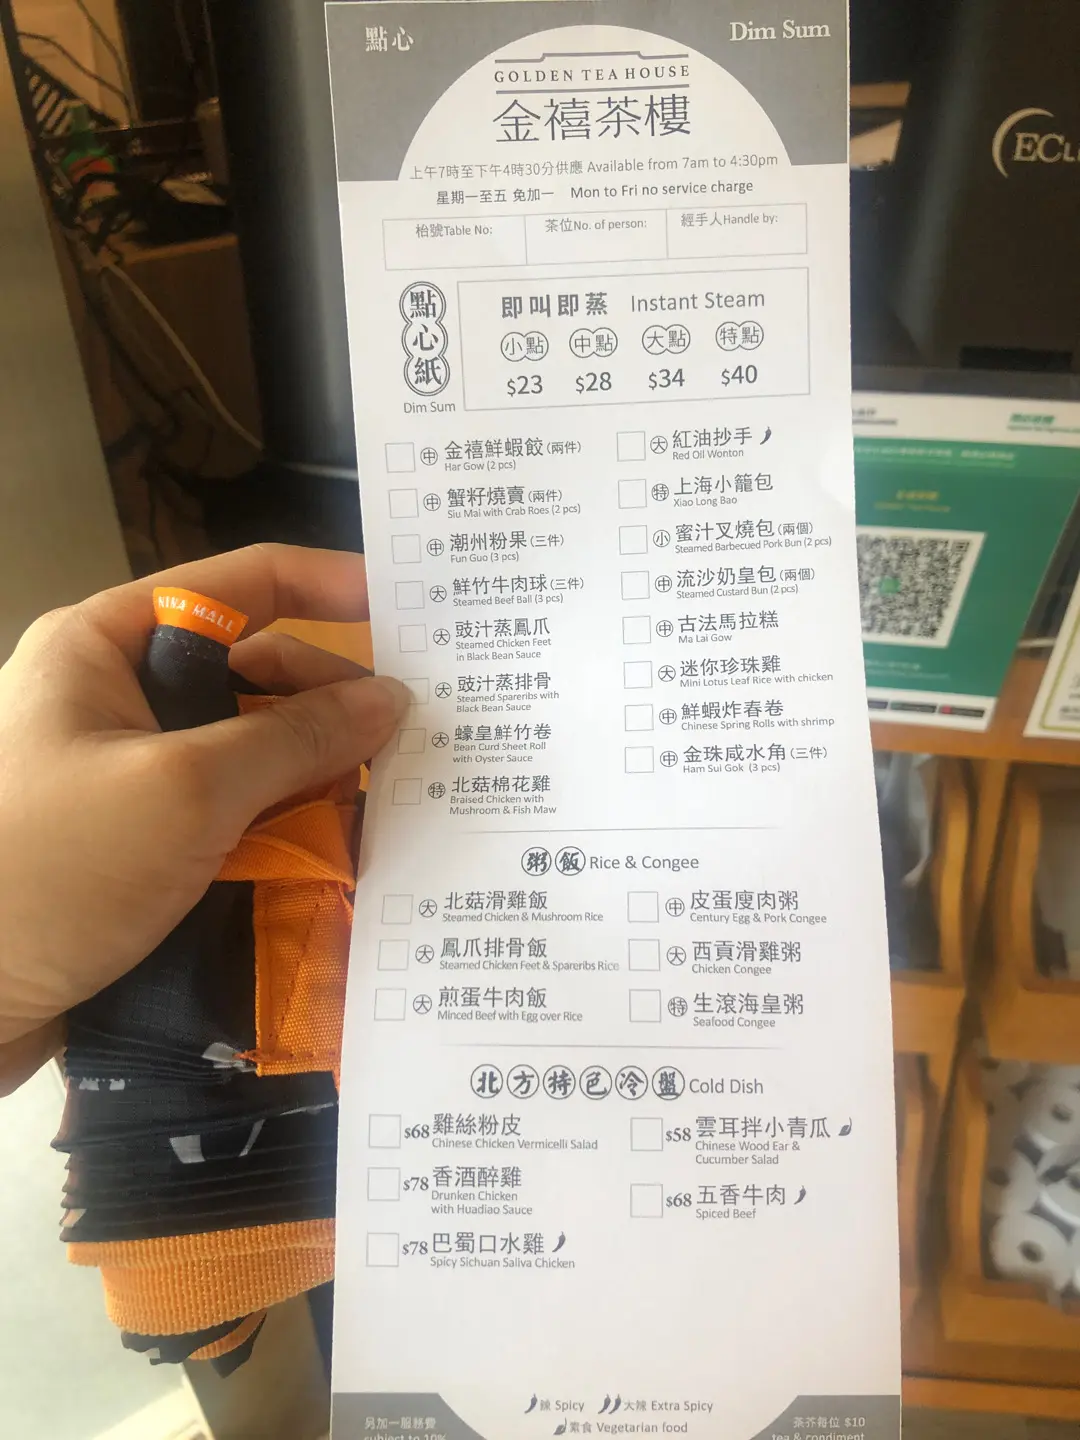 點心
Dim Sum
GOLDEN TEA HOUSE
金禧茶樓
上午7時至下午4時30分供應 Available from 7am to 4:30pm
星期一至五 免加一 Mon to Fri no service charge
枱號Table No:
茶位No. of person:
經手人Handle by:
點心紙
Dim Sum
即叫即蒸 Instant Steam
小點 中點 大點 特點
$23 $28 $34 $40
中 金禧鮮蝦餃(兩件)
Har Gow (2 pcs)
中 蟹籽燒賣(兩件)
Siu Mai with Crab Roes (2 pcs)
中 潮州粉果(三件)
Fun Guo (3 pcs)
大 鮮竹牛肉球(三件)
Steamed Beef Ball (3 pcs)
大 豉汁蒸鳳爪
Steamed Chicken Feet
in Black Bean Sauce
大 豉汁蒸排骨
Steamed Spareribs with
Black Bean Sauce
大 蠔皇鮮竹卷
Bean Curd Sheet Roll
with Oyster Sauce
特 北菇棉花雞
Braised Chicken with
Mushroom & Fish Maw
大 紅油抄手
Red Oil Wonton
特 上海小籠包
Xiao Long Bao
小 蜜汁叉燒包(兩個)
Steamed Barbecued Pork Bun (2 pcs)
中 流沙奶皇包(兩個)
Steamed Custard Bun (2 pcs)
中 古法馬拉糕
Ma Lai Gow
大 迷你珍珠雞
Mini Lotus Leaf Rice with chicken
中 鮮蝦炸春卷
Chinese Spring Rolls with shrimp
中 金珠咸水角(三件)
Ham Sui Gok (3 pcs)
粥飯 Rice & Congee
大 北菇滑雞飯
Steamed Chicken & Mushroom Rice
大 鳳爪排骨飯
Steamed Chicken Feet & Spareribs Rice
大 煎蛋牛肉飯
Minced Beef with Egg over Rice
中 皮蛋瘦肉粥
Century Egg & Pork Congee
大 西貢滑雞粥
Chicken Congee
特 生滾海皇粥
Seafood Congee
北方特色冷盤 Cold Dish
$68 雞絲粉皮
Chinese Chicken Vermicelli Salad
$78 香酒醉雞
Drunken Chicken
with Huadiao Sauce
$78 巴蜀口水雞
Spicy Sichuan Saliva Chicken
$58 雲耳拌小青瓜
Chinese Wood Ear &
Cucumber Salad
$68 五香牛肉
Spiced Beef
辣 Spicy 大辣 Extra Spicy
素食 Vegetarian food
另加一服務費
subject to 10%
茶芥每位 $10
tea & condiment
NINA MALL